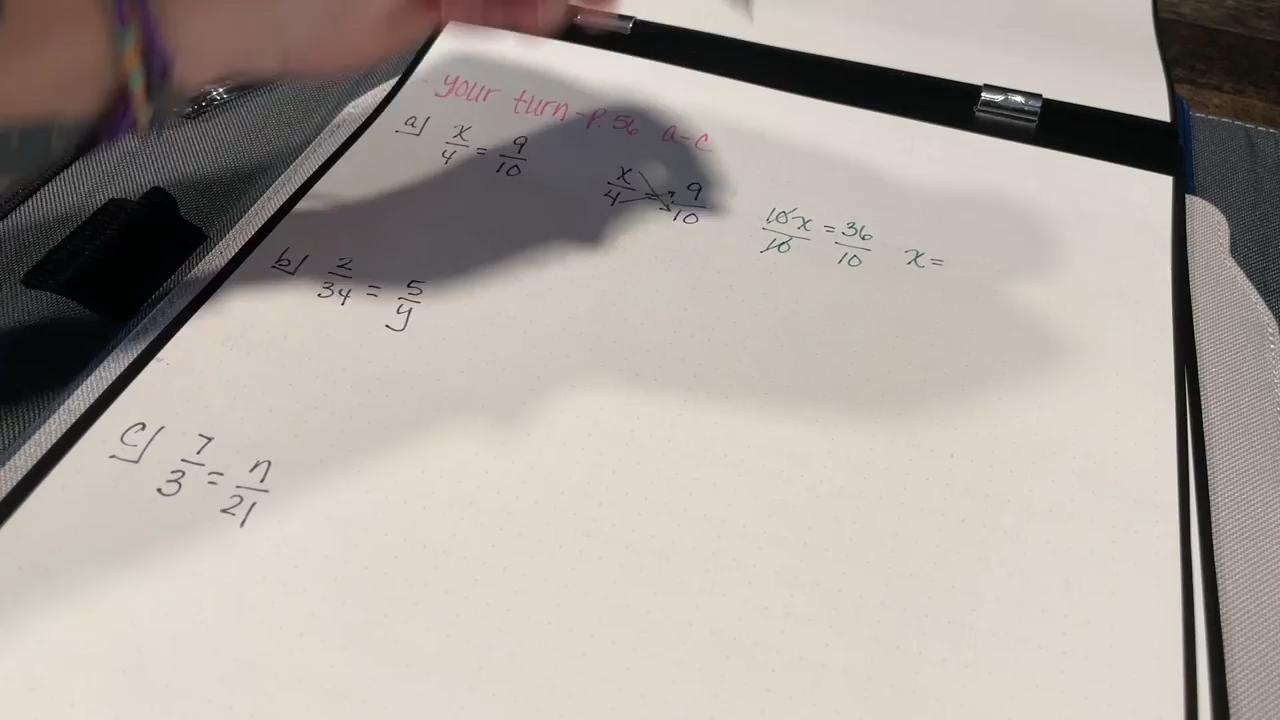 your turn - P. 56 a-c
a) x/4 = 9/10
x/4 = 9/10
10x/10 = 36/10 x =
b) 2/34 = 5/y
c) 7/3 = n/21